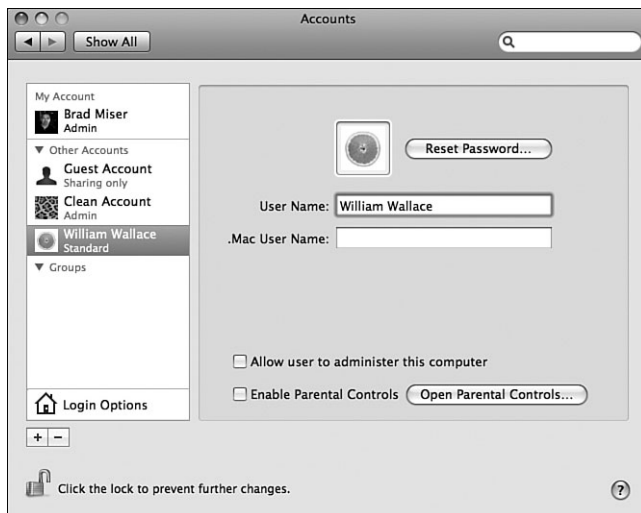 Accounts
Show All
My Account
Brad Miser
Admin
Other Accounts
Guest Account
Sharing only
Clean Account
Admin
William Wallace
Standard
Groups
Login Options
+ −
Reset Password...
User Name: William Wallace
.Mac User Name:
Allow user to administer this computer
Enable Parental Controls Open Parental Controls...
Click the lock to prevent further changes.
?